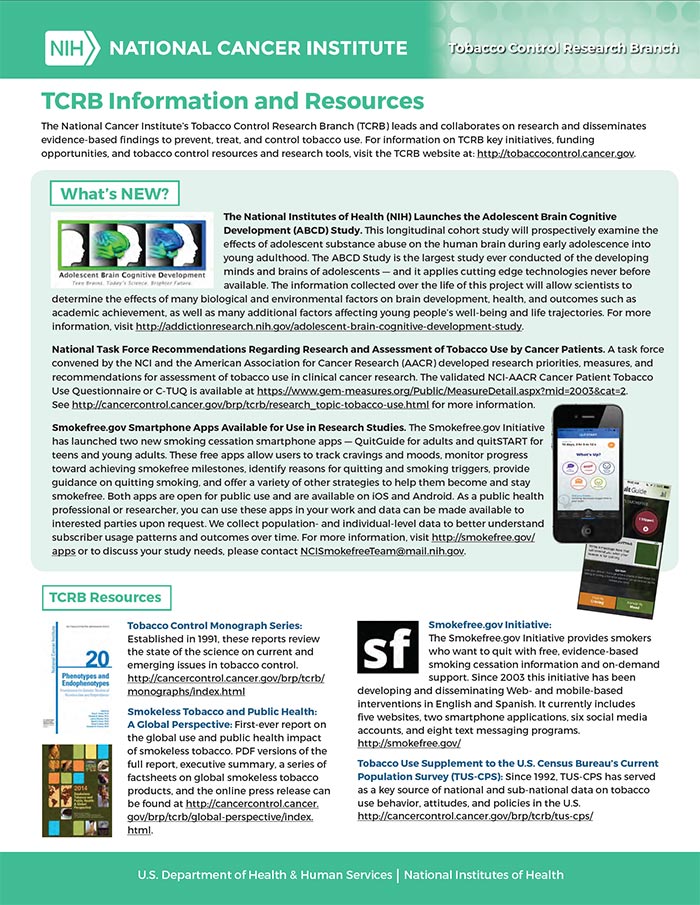 NIH NATIONAL CANCER INSTITUTE
Tobacco Control Research Branch
TCRB Information and Resources
The National Cancer Institute's Tobacco Control Research Branch (TCRB) leads and collaborates on research and disseminates
evidence-based findings to prevent, treat, and control tobacco use. For information on TCRB key initiatives, funding
opportunities, and tobacco control resources and research tools, visit the TCRB website at: http://tobaccocontrol.cancer.gov.
What's NEW?
Adolescent Brain Cognitive Development
Teen Brains. Today's Science. Brighter Future.
The National Institutes of Health (NIH) Launches the Adolescent Brain Cognitive
Development (ABCD) Study. This longitudinal cohort study will prospectively examine the
effects of adolescent substance abuse on the human brain during early adolescence into
young adulthood. The ABCD Study is the largest study ever conducted of the developing
minds and brains of adolescents — and it applies cutting edge technologies never before
available. The information collected over the life of this project will allow scientists to
determine the effects of many biological and environmental factors on brain development, health, and outcomes such as
academic achievement, as well as many additional factors affecting young people's well-being and life trajectories. For more
information, visit http://addictionresearch.nih.gov/adolescent-brain-cognitive-development-study.
National Task Force Recommendations Regarding Research and Assessment of Tobacco Use by Cancer Patients. A task force
convened by the NCI and the American Association for Cancer Research (AACR) developed research priorities, measures, and
recommendations for assessment of tobacco use in clinical cancer research. The validated NCI-AACR Cancer Patient Tobacco
Use Questionnaire or C-TUQ is available at https://www.gem-measures.org/Public/MeasureDetail.aspx?mid=2003&cat=2.
See http://cancercontrol.cancer.gov/brp/tcrb/research_topic-tobacco-use.html for more information.
Smokefree.gov Smartphone Apps Available for Use in Research Studies. The Smokefree.gov Initiative
has launched two new smoking cessation smartphone apps — QuitGuide for adults and quitSTART for
teens and young adults. These free apps allow users to track cravings and moods, monitor progress
toward achieving smokefree milestones, identify reasons for quitting and smoking triggers, provide
guidance on quitting smoking, and offer a variety of other strategies to help them become and stay
smokefree. Both apps are open for public use and are available on iOS and Android. As a public health
professional or researcher, you can use these apps in your work and data can be made available to
interested parties upon request. We collect population- and individual-level data to better understand
subscriber usage patterns and outcomes over time. For more information, visit http://smokefree.gov/
apps or to discuss your study needs, please contact NCISmokefreeTeam@mail.nih.gov.
quitSTART
What's Up?
Guide
TCRB Resources
20
Phenotypes and
Endophenotypes
2014
Tobacco Control Monograph Series:
Established in 1991, these reports review
the state of the science on current and
emerging issues in tobacco control.
http://cancercontrol.cancer.gov/brp/tcrb/
monographs/index.html
Smokeless Tobacco and Public Health:
A Global Perspective: First-ever report on
the global use and public health impact
of smokeless tobacco. PDF versions of the
full report, executive summary, a series of
factsheets on global smokeless tobacco
products, and the online press release can
be found at http://cancercontrol.cancer.
gov/brp/tcrb/global-perspective/index.
html.
sf
Smokefree.gov Initiative:
The Smokefree.gov Initiative provides smokers
who want to quit with free, evidence-based
smoking cessation information and on-demand
support. Since 2003 this initiative has been
developing and disseminating Web- and mobile-based
interventions in English and Spanish. It currently includes
five websites, two smartphone applications, six social media
accounts, and eight text messaging programs.
http://smokefree.gov/
Tobacco Use Supplement to the U.S. Census Bureau's Current
Population Survey (TUS-CPS): Since 1992, TUS-CPS has served
as a key source of national and sub-national data on tobacco
use behavior, attitudes, and policies in the U.S.
http://cancercontrol.cancer.gov/brp/tcrb/tus-cps/
U.S. Department of Health & Human Services | National Institutes of Health